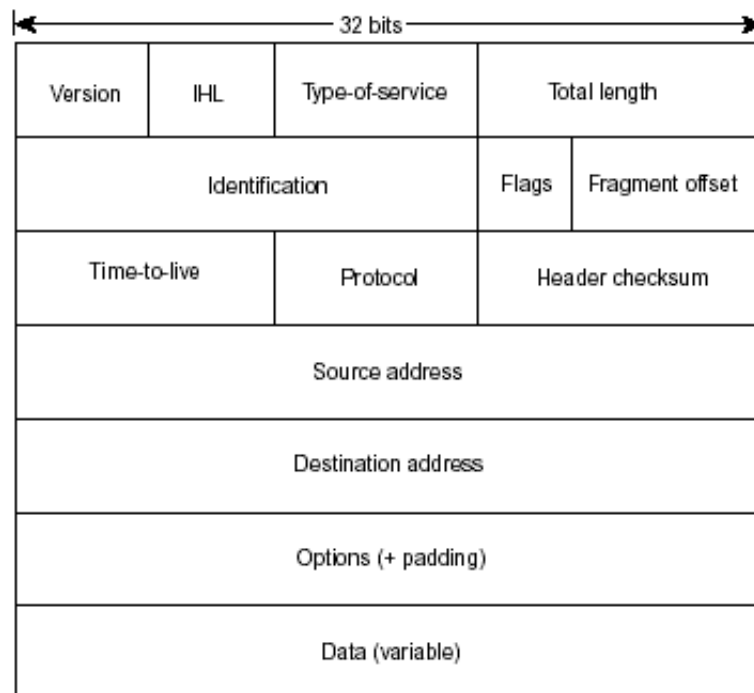 32 bits
Version IHL Type-of-service Total length
Identification Flags Fragment offset
Time-to-live Protocol Header checksum
Source address
Destination address
Options (+ padding)
Data (variable)